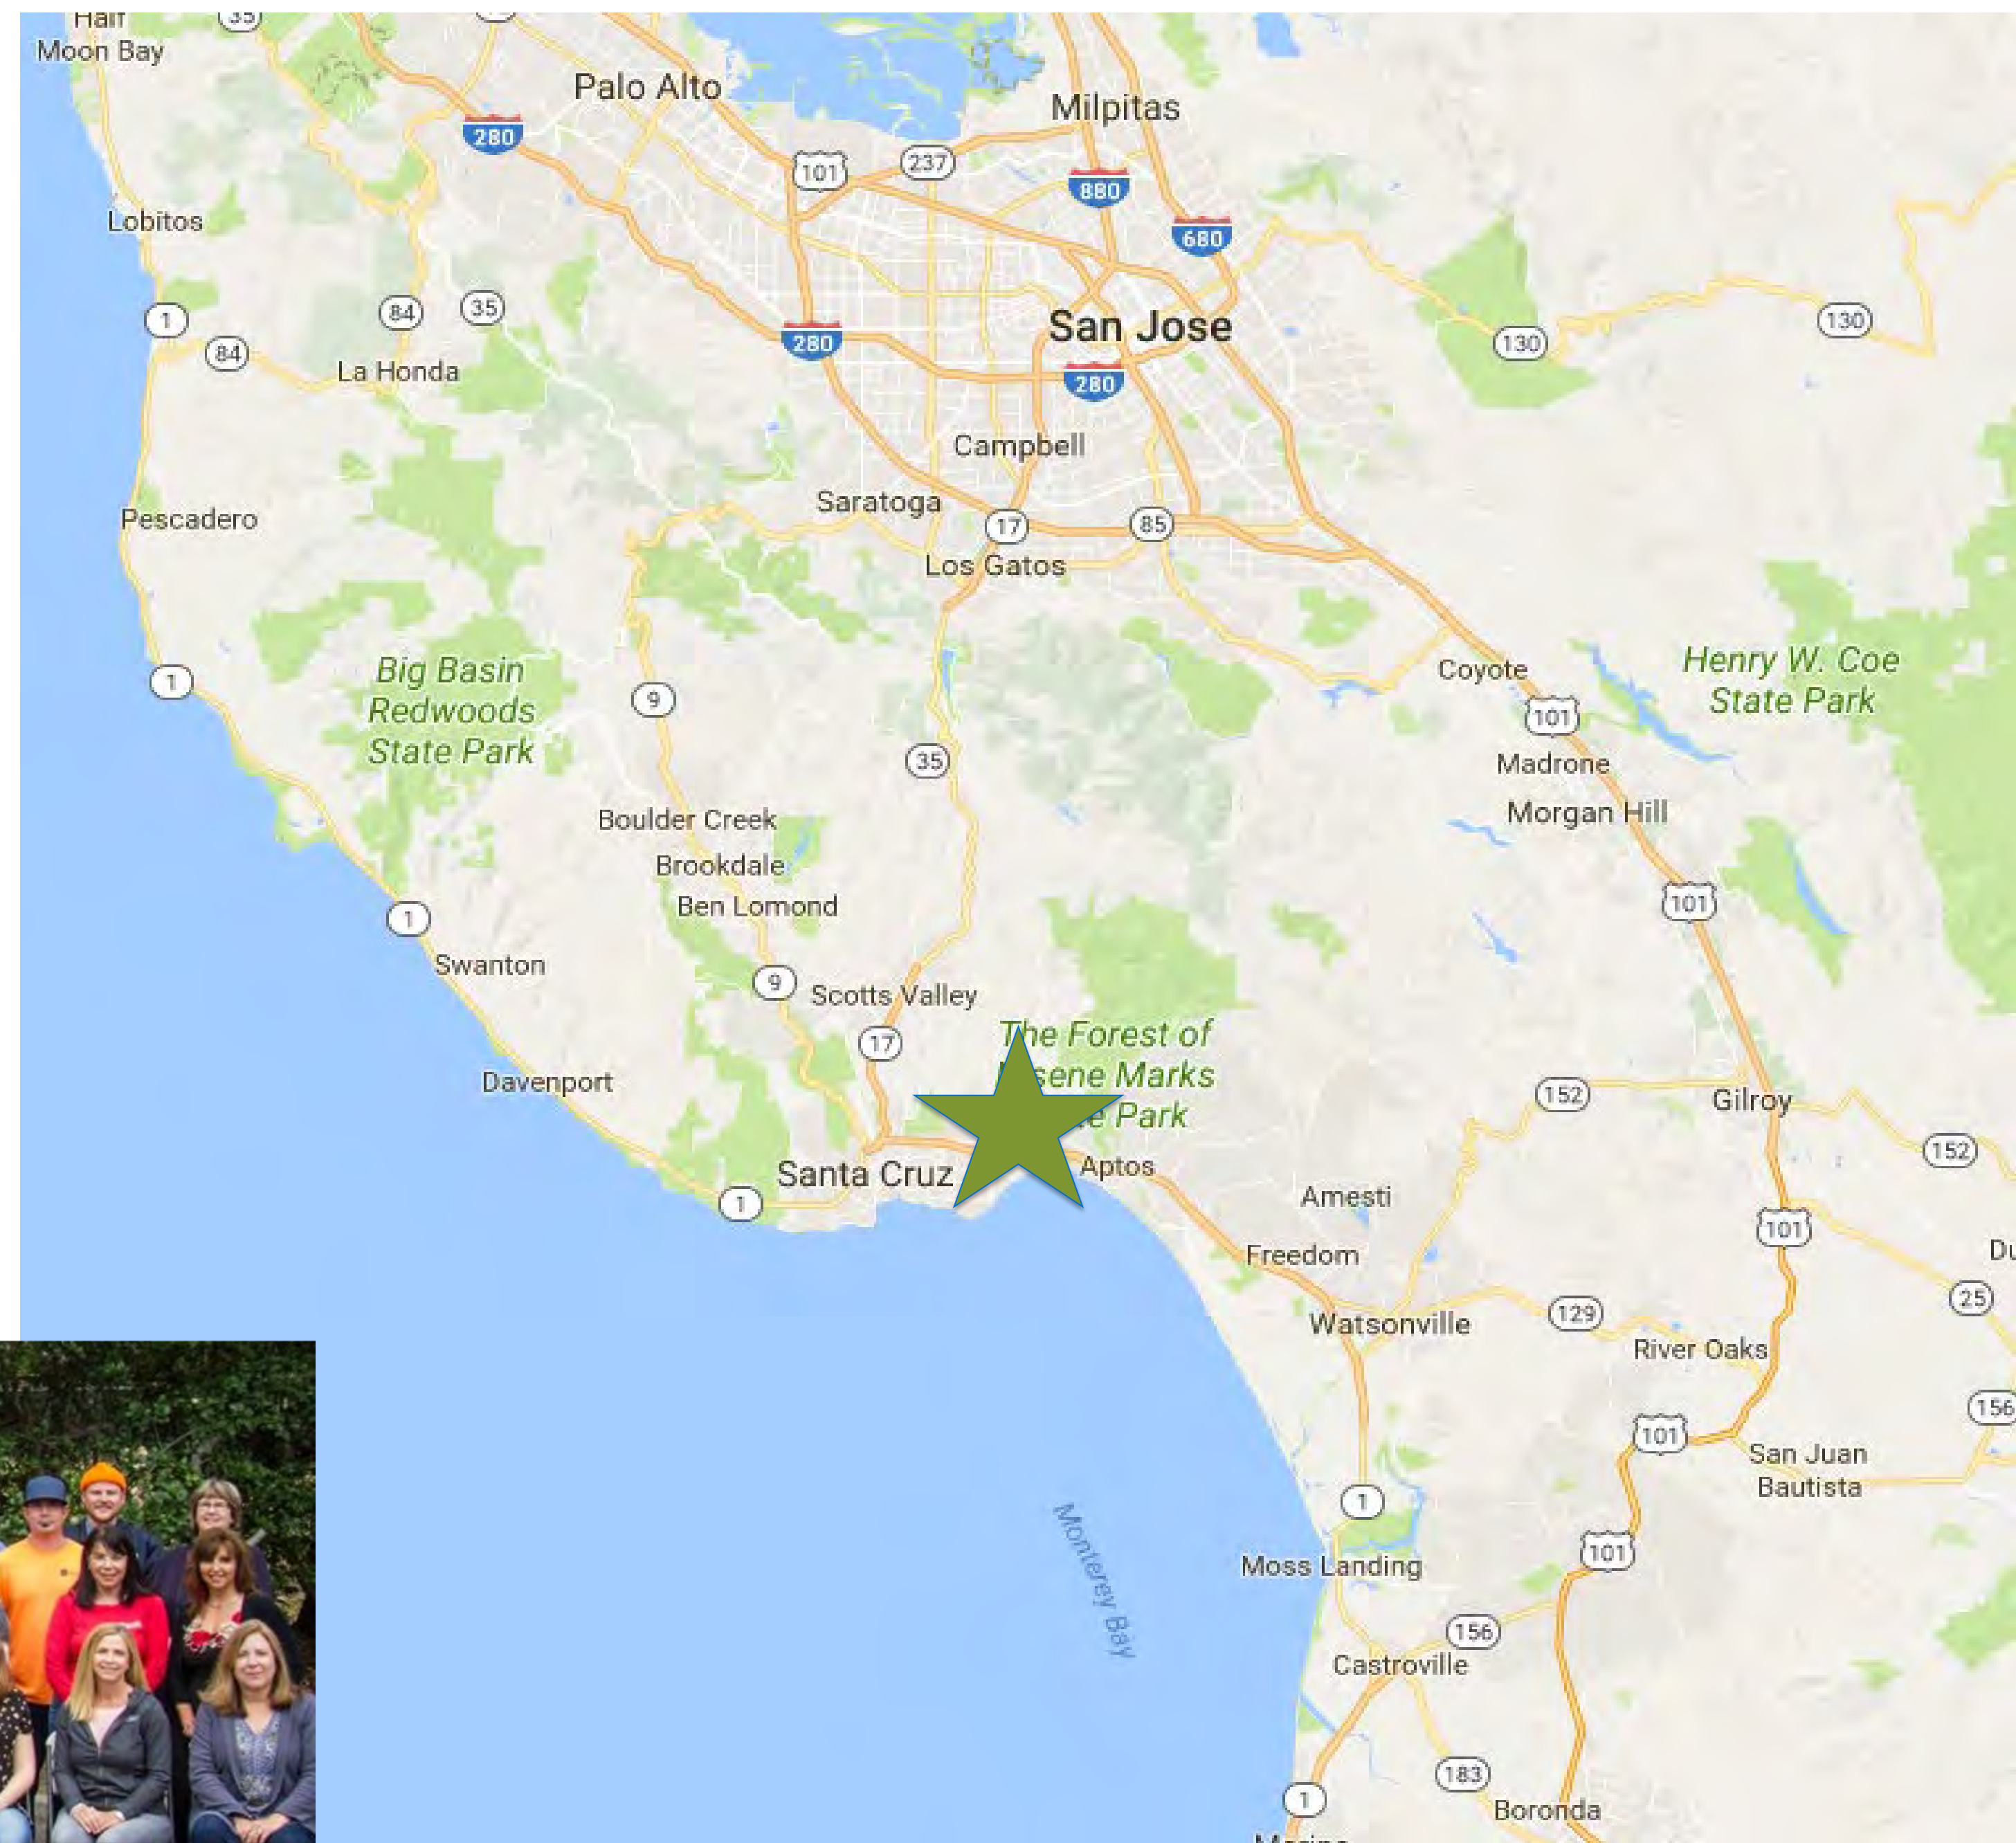 Half
Moon Bay
35
Palo Alto
Milpitas
280
101
237
880
680
Lobitos
1
84
35
84
La Honda
280
San Jose
280
130
130
Campbell
Saratoga
Pescadero
17
85
Los Gatos
Big Basin
Redwoods
State Park
1
9
Coyote
Henry W. Coe
State Park
101
35
Madrone
Morgan Hill
Boulder Creek
Brookdale
Ben Lomond
101
1
Swanton
9
Scotts Valley
17
The Forest of
sene Marks
e Park
Davenport
152
Gilroy
152
Santa Cruz
Aptos
1
Amesti
101
Freedom
Du
25
Watsonville
129
River Oaks
156
101
San Juan
Bautista
1
Monterey Bay
101
Moss Landing
156
Castroville
183
1
Boronda